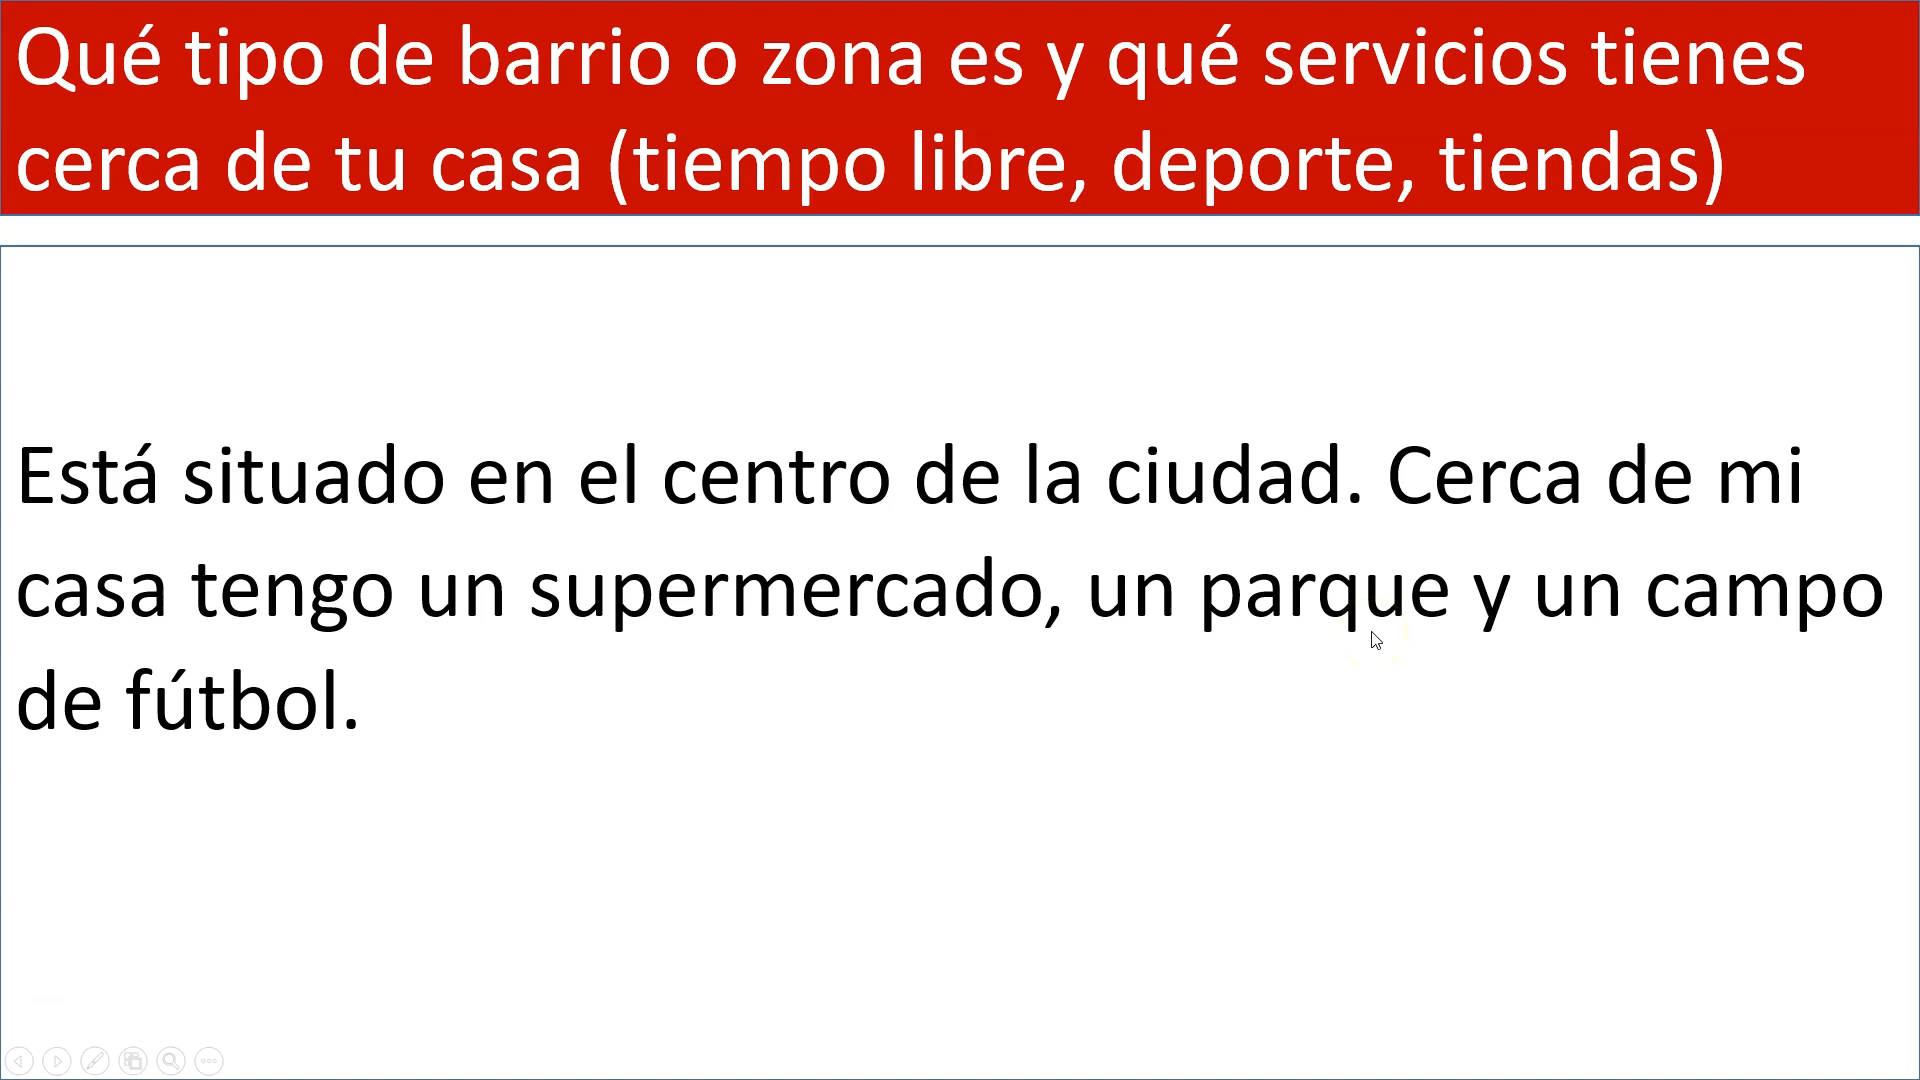 Qué tipo de barrio o zona es y qué servicios tienes
cerca de tu casa (tiempo libre, deporte, tiendas)
Está situado en el centro de la ciudad. Cerca de mi
casa tengo un supermercado, un parque y un campo
de fútbol.